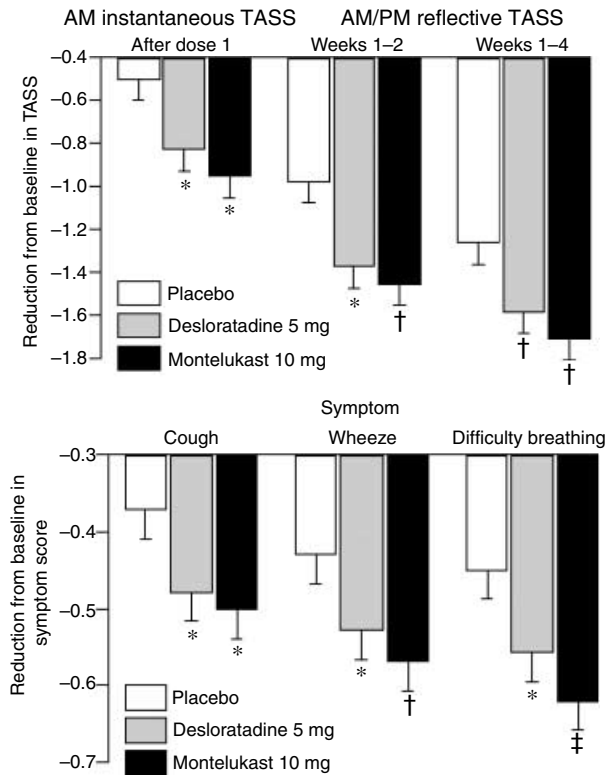 AM instantaneous TASS AM/PM reflective TASS
After dose 1 Weeks 1–2 Weeks 1–4
Reduction from baseline in TASS
–0.4
–0.6
–0.8
–1.0
–1.2
–1.4
–1.6
–1.8
* * * † † †
Placebo
Desloratadine 5 mg
Montelukast 10 mg
Symptom
Cough Wheeze Difficulty breathing
Reduction from baseline in
symptom score
–0.3
–0.4
–0.5
–0.6
–0.7
* * * † * ‡
Placebo
Desloratadine 5 mg
Montelukast 10 mg